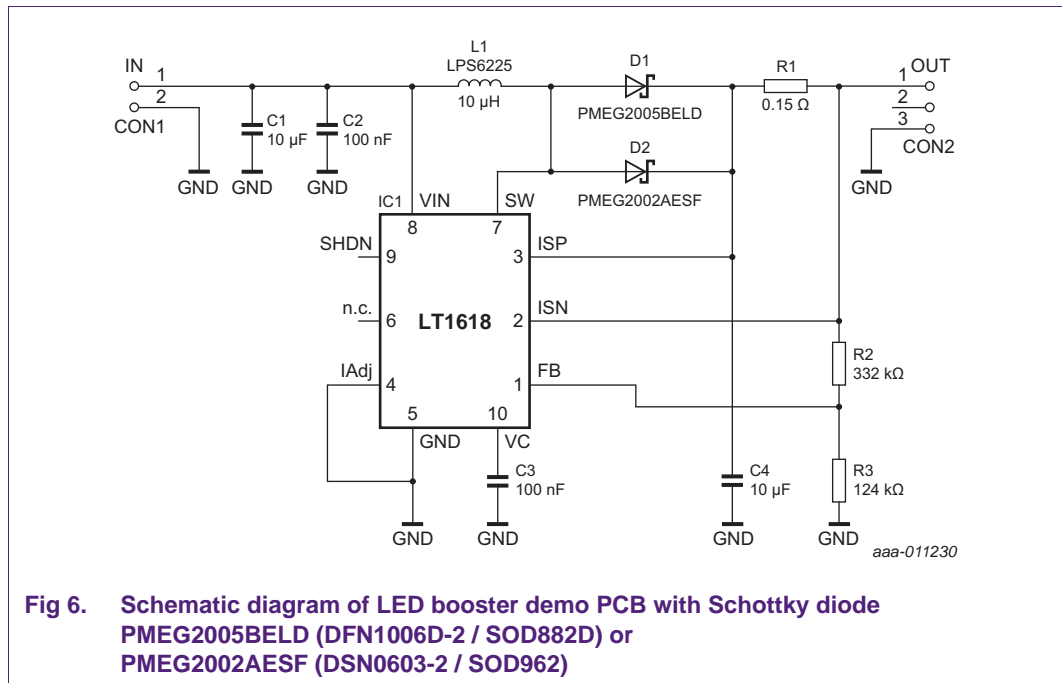 L1
LPS6225
10 µH
D1
PMEG2005BELD
R1
0.15 Ω
IN
1
2
CON1
GND
C1
10 µF
GND
C2
100 nF
GND
D2
PMEG2002AESF
OUT
1
2
3
CON2
GND
IC1
VIN
8
SW
7
SHDN
9
ISP
3
n.c.
6
LT1618
ISN
2
IAdj
4
FB
1
5
GND
10
VC
R2
332 kΩ
C3
100 nF
C4
10 µF
R3
124 kΩ
GND
GND
GND
GND
aaa-011230
Fig 6. Schematic diagram of LED booster demo PCB with Schottky diode
PMEG2005BELD (DFN1006D-2 / SOD882D) or
PMEG2002AESF (DSN0603-2 / SOD962)